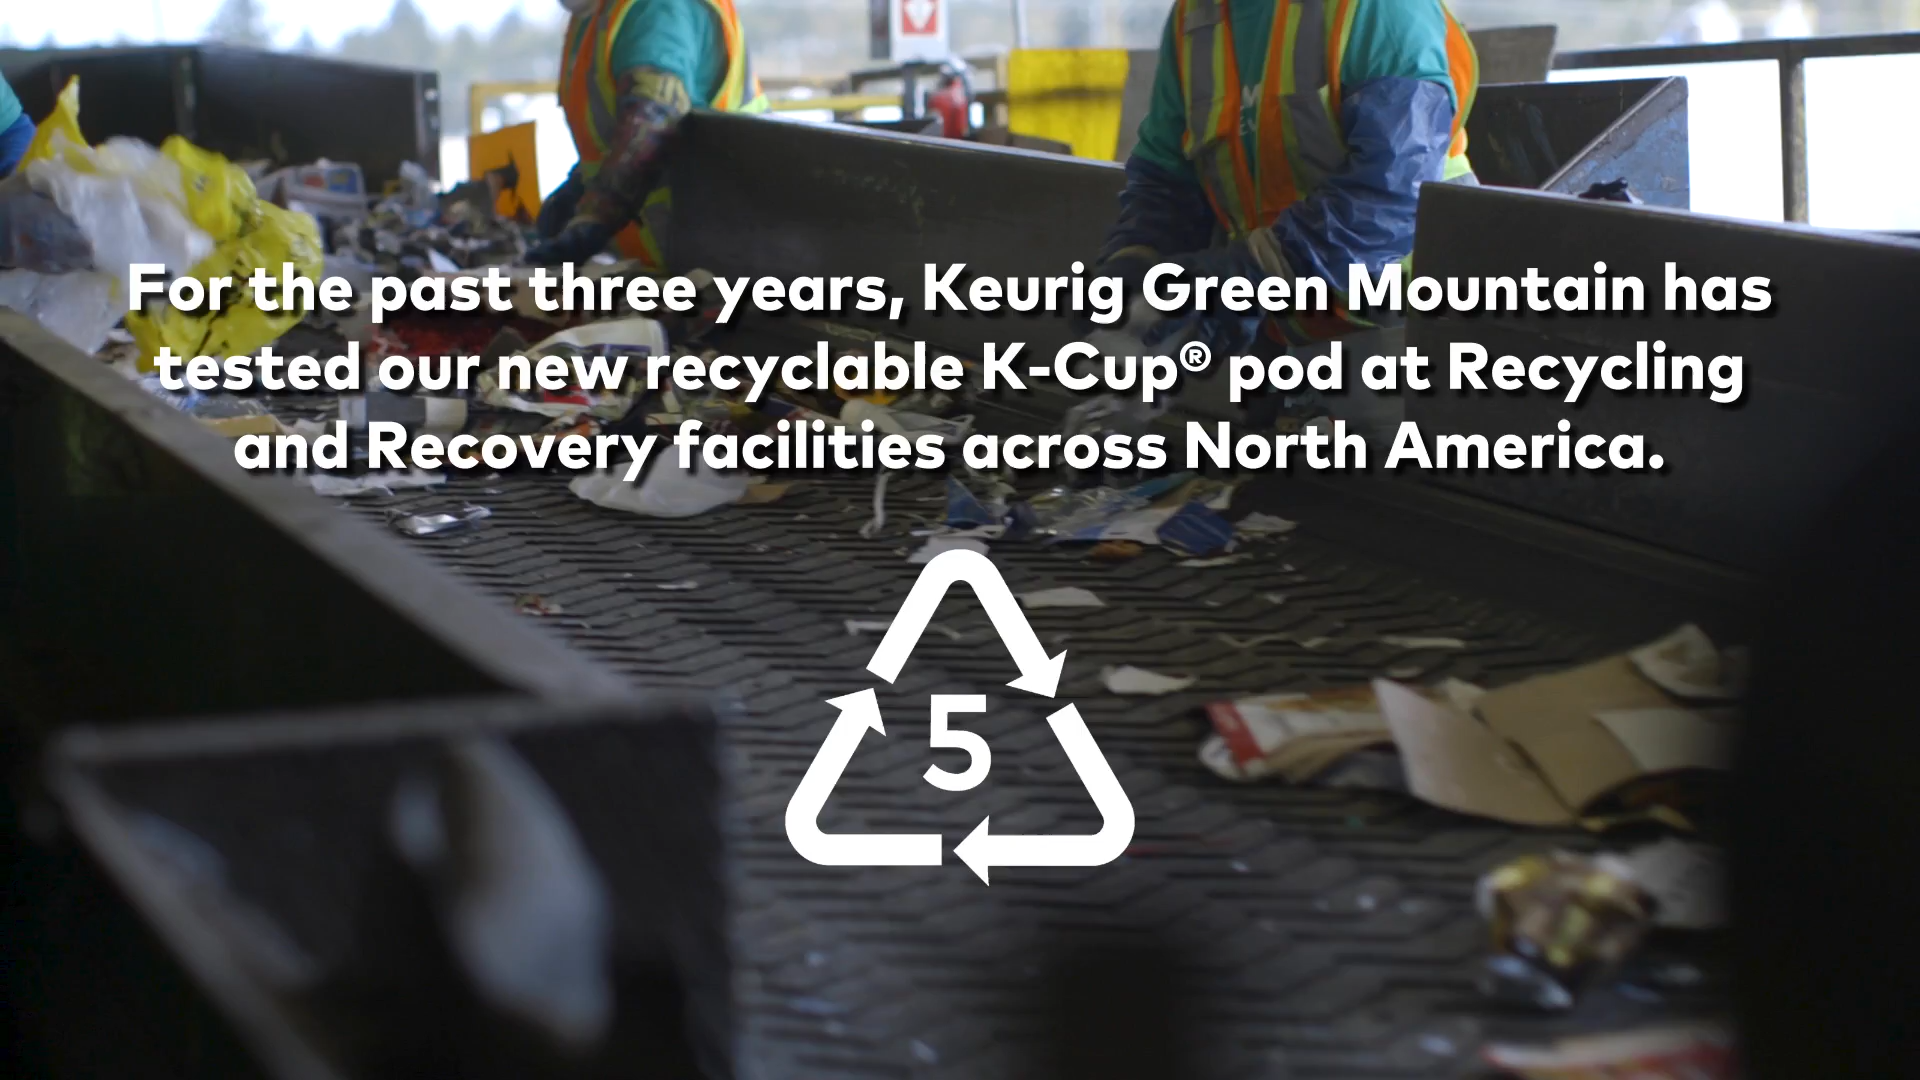 For the past three years, Keurig Green Mountain has
tested our new recyclable K-Cup® pod at Recycling
and Recovery facilities across North America.
5